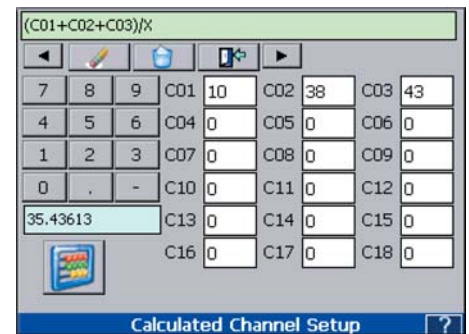 (C01+C02+C03)/X
7 8 9 C01 10 C02 38 C03 43
4 5 6 C04 0 C05 0 C06 0
1 2 3 C07 0 C08 0 C09 0
0 . - C10 0 C11 0 C12 0
35.43613 C13 0 C14 0 C15 0
C16 0 C17 0 C18 0
Calculated Channel Setup ?